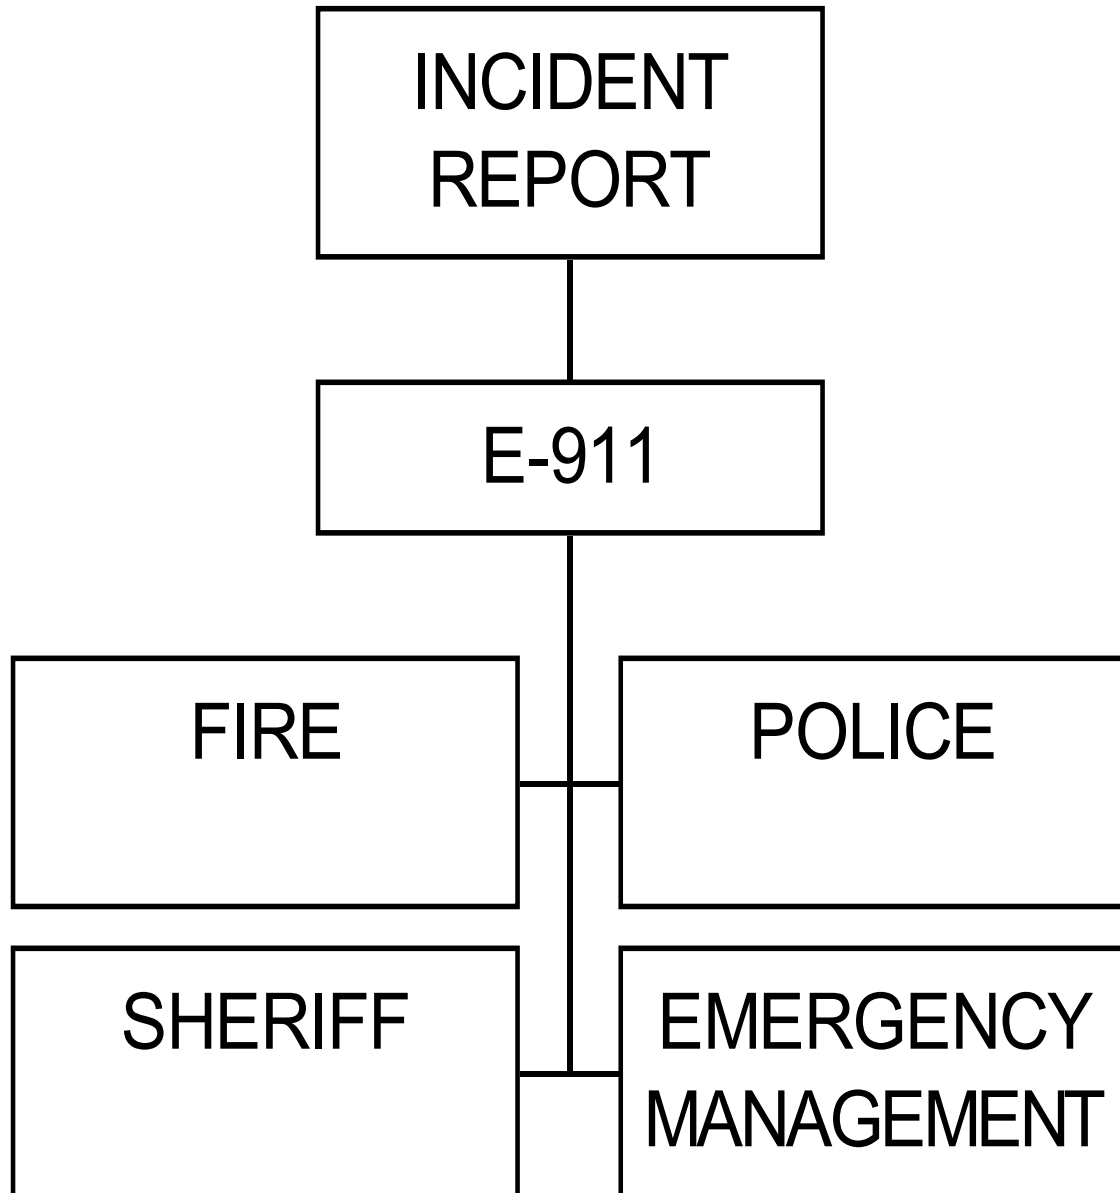 INCIDENT
REPORT
E-911
FIRE
POLICE
SHERIFF
EMERGENCY
MANAGEMENT